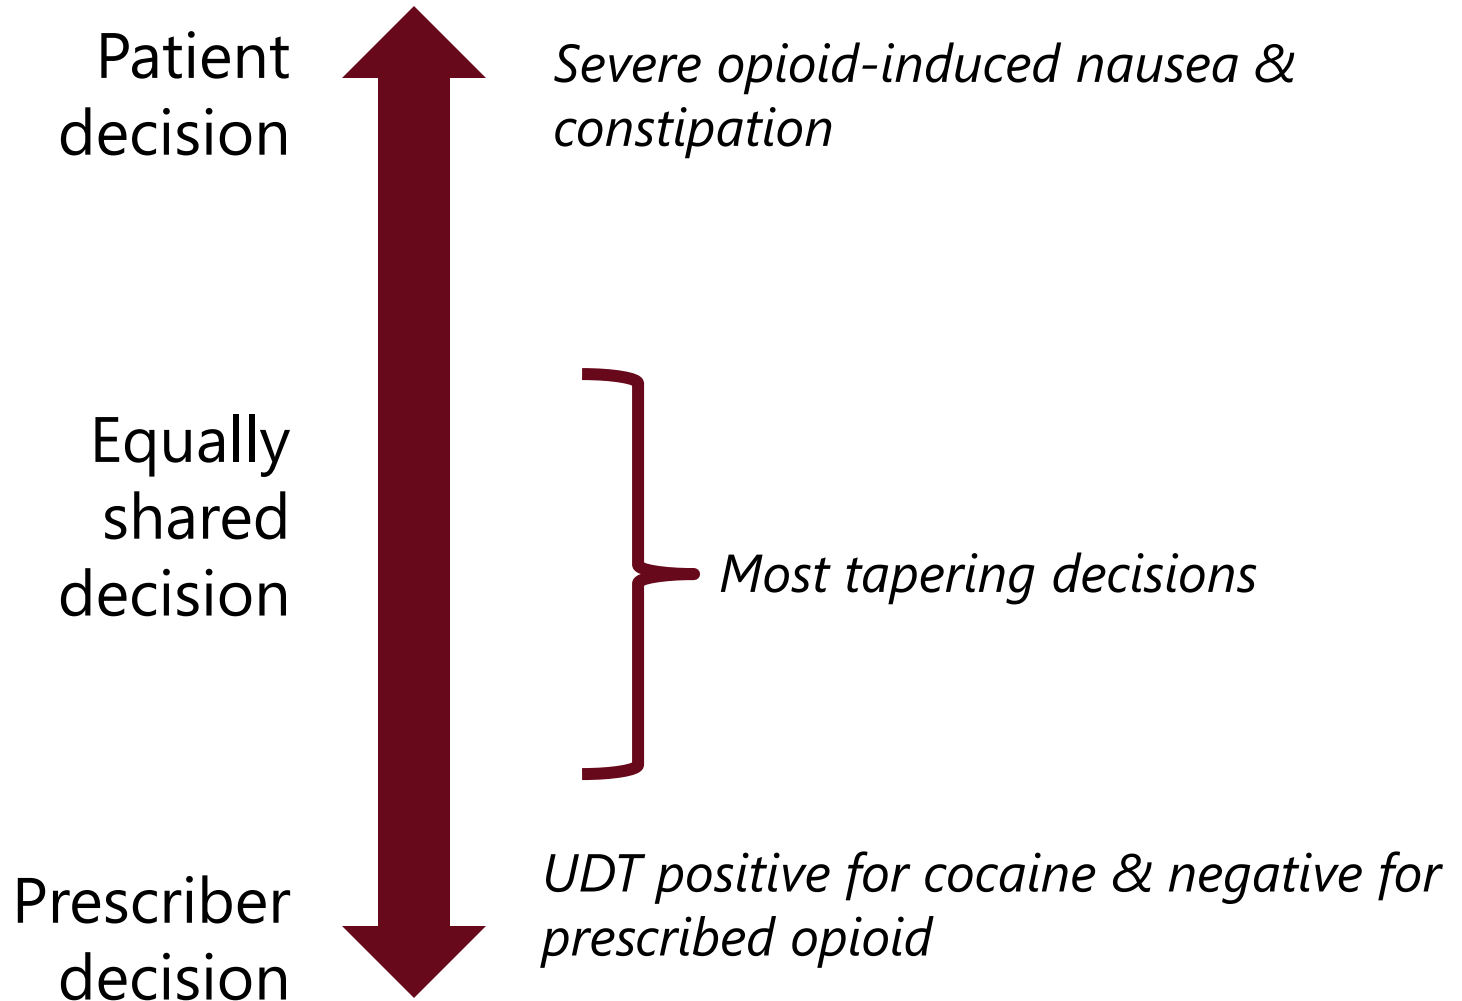 Patient
decision
Severe opioid-induced nausea &
constipation
Equally
shared
decision
Most tapering decisions
Prescriber
decision
UDT positive for cocaine & negative for
prescribed opioid